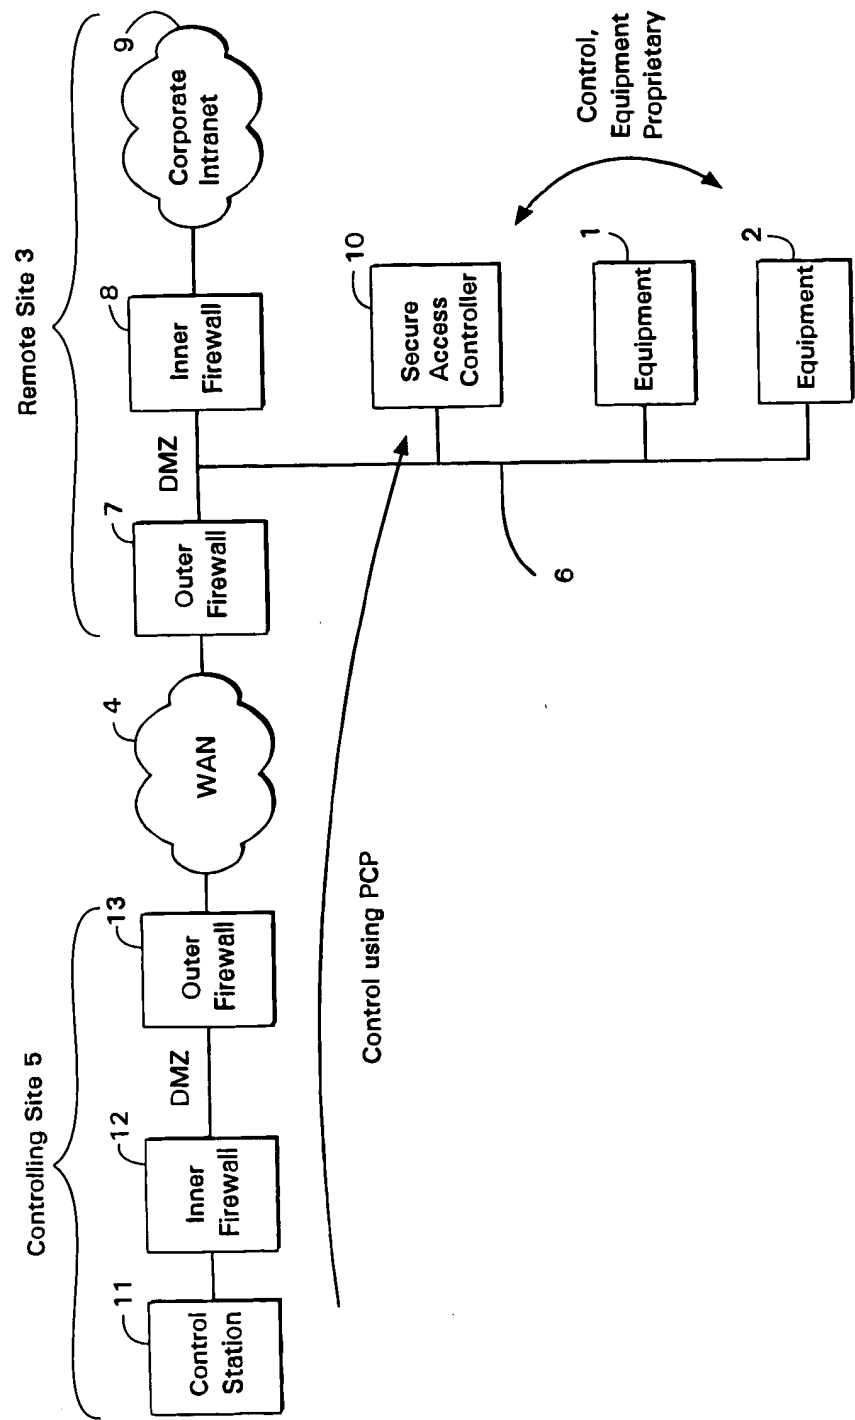 Controlling Site 5
Remote Site 3
11
Control
Station
12
Inner
Firewall
DMZ
13
Outer
Firewall
4
WAN
7
Outer
Firewall
DMZ
8
Inner
Firewall
9
Corporate
Intranet
Control using PCP
6
10
Secure
Access
Controller
1
Equipment
2
Equipment
Control,
Equipment
Proprietary